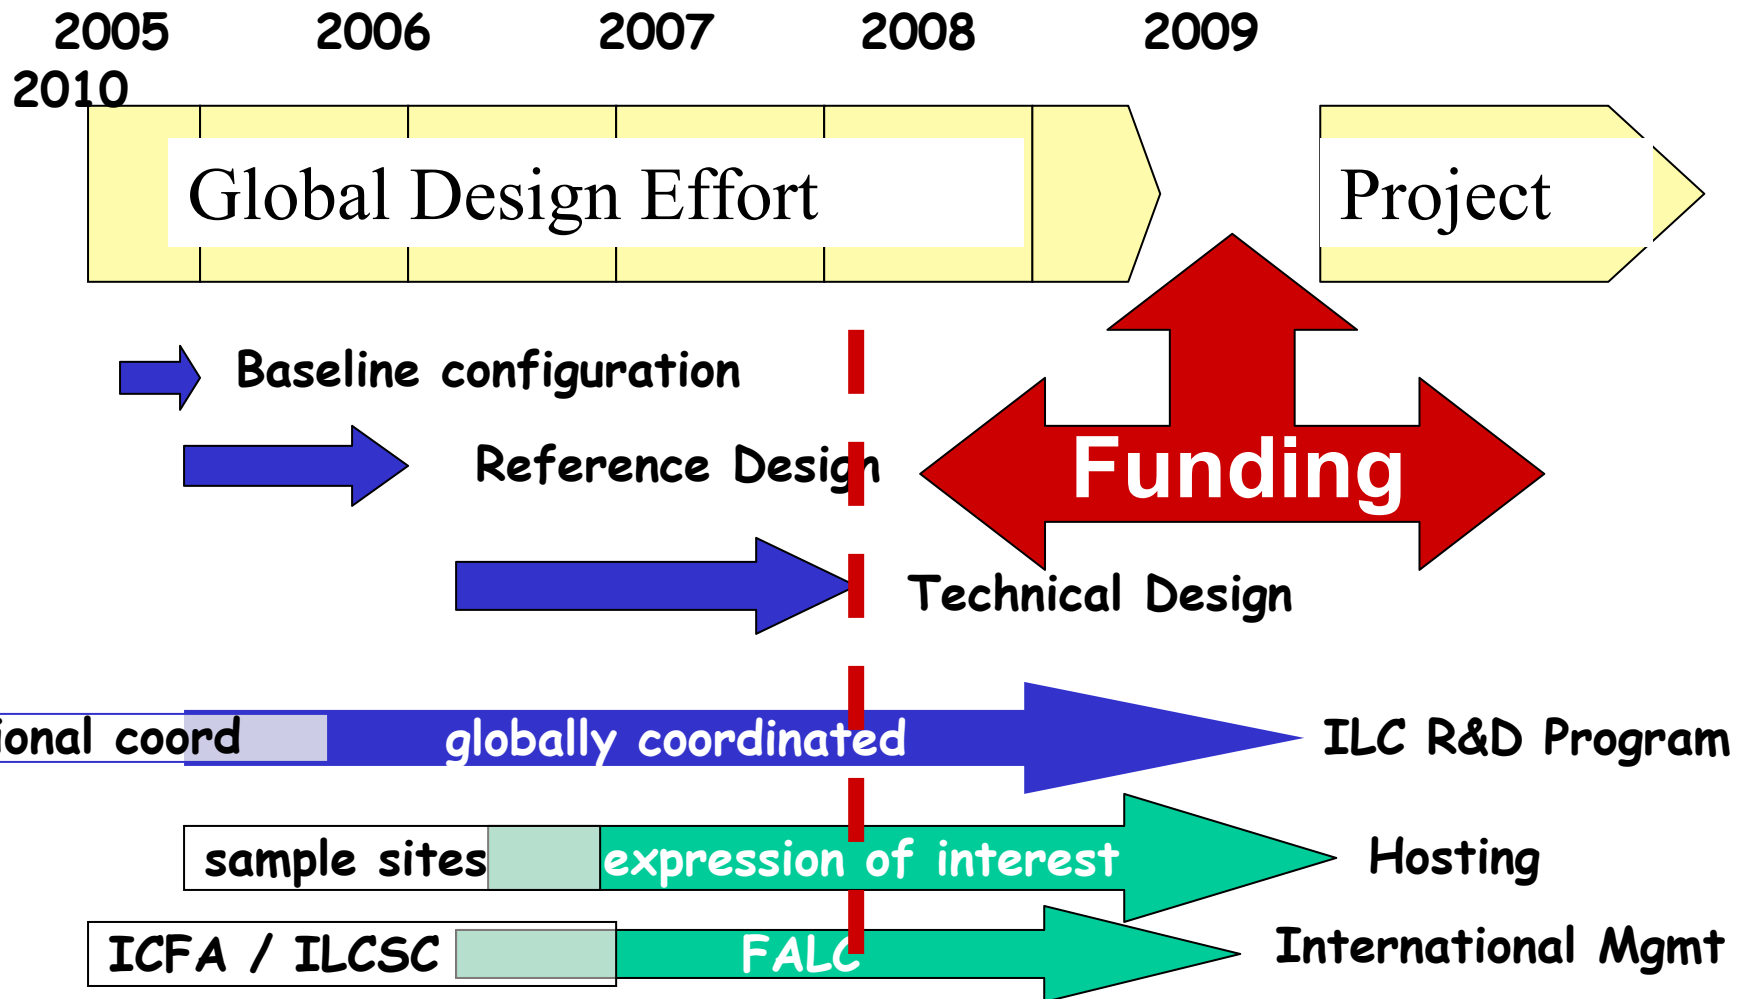 2005 2006 2007 2008 2009
2010
Global Design Effort Project
Baseline configuration
Reference Design
Funding
Technical Design
ional coord globally coordinated ILC R&D Program
sample sites expression of interest Hosting
ICFA / ILCSC FALC International Mgmt